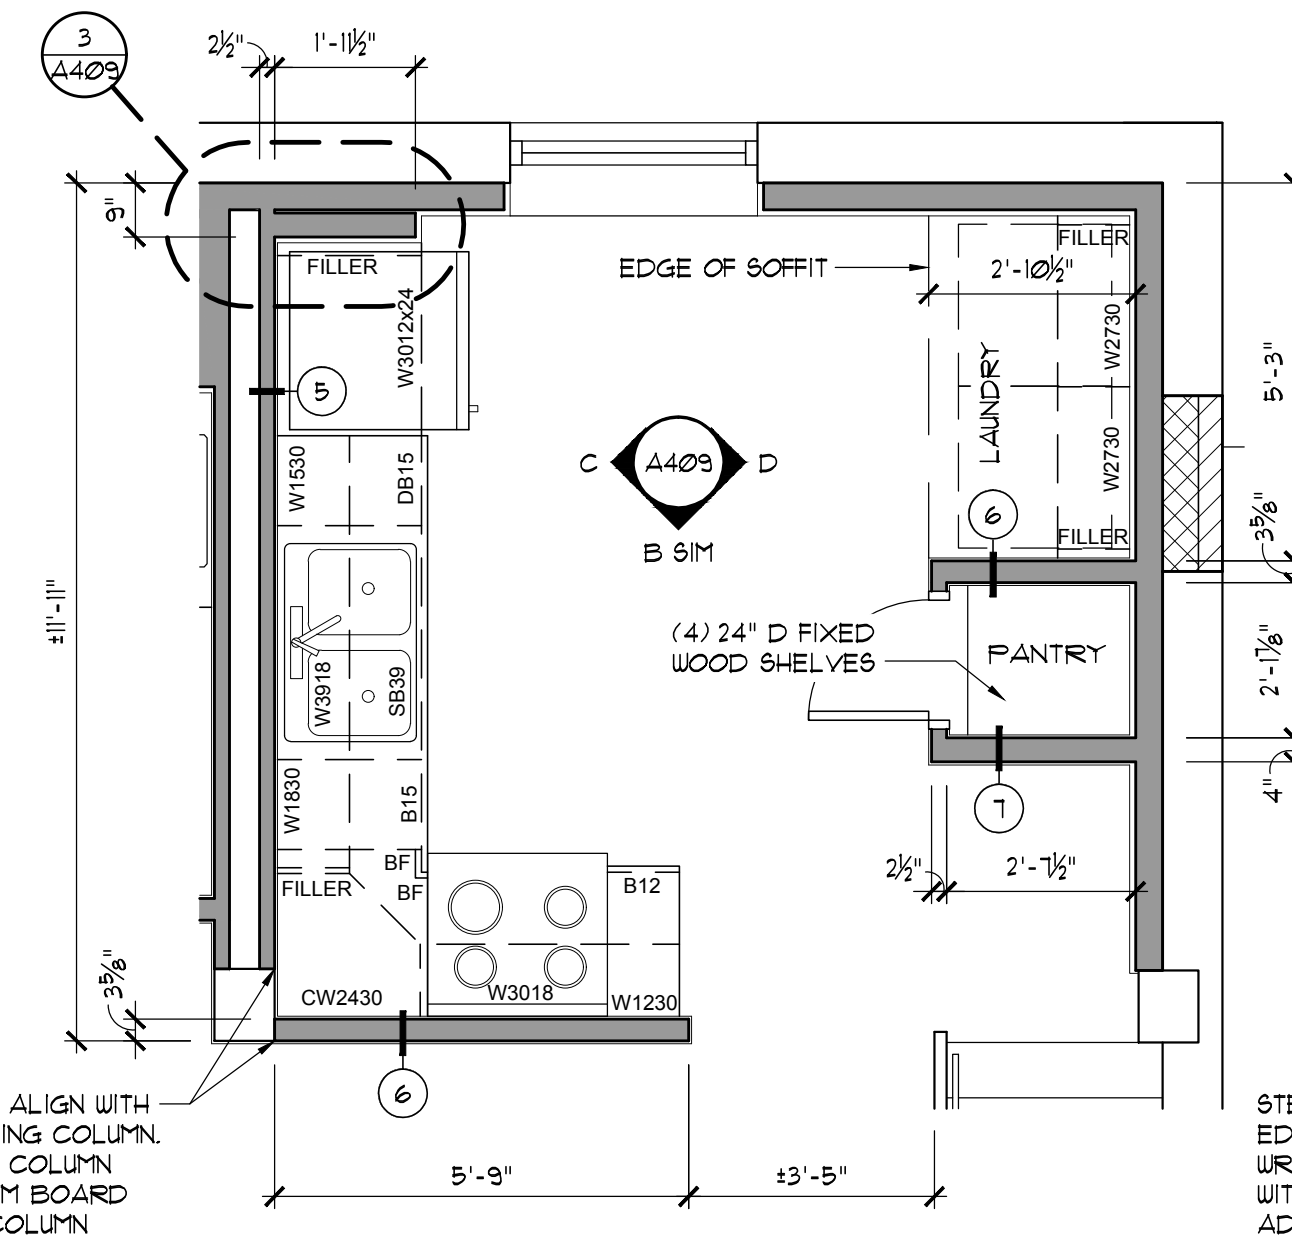 3
A409
2½"
1'-11½"
9"
FILLER
EDGE OF SOFFIT
FILLER
2'-10½"
W3012x24
W2730
5'-3"
5
LAUNDRY
C
A409
D
W1530
DB15
W2730
6
3⅝"
B SIM
FILLER
±11'-11"
(4) 24" D FIXED
WOOD SHELVES
PANTRY
W3918
SB39
2'-1⅞"
W1830
B15
4"
7
BF
FILLER
BF
B12
2½"
2'-7½"
3⅝"
CW2430
W3018
W1230
6
ALIGN WITH
ING COLUMN.
COLUMN
M BOARD
COLUMN
5'-9"
±3'-5"
STE
ED
WR
WIT
AD